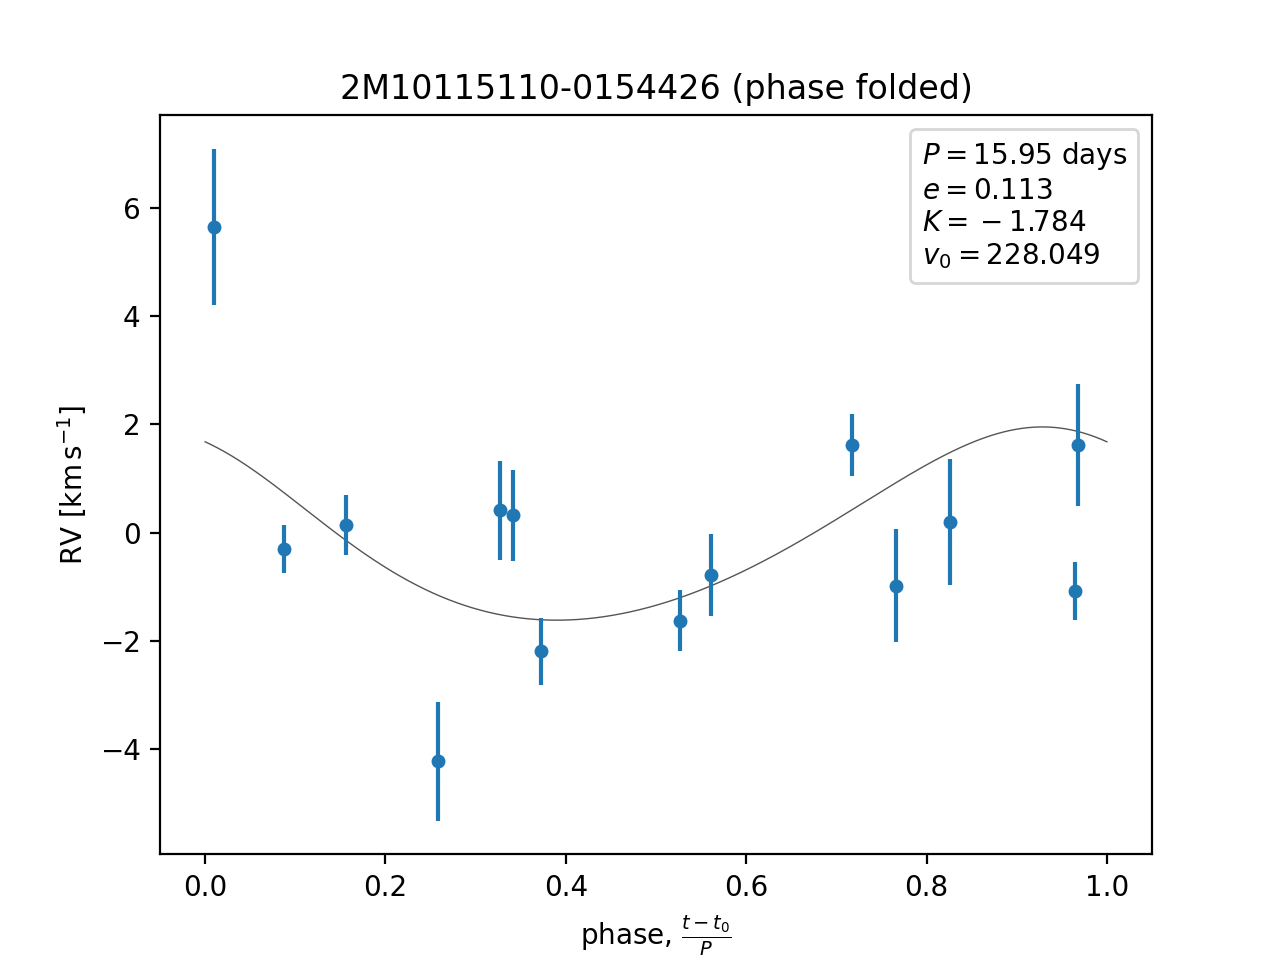 2M10115110-0154426 (phase folded)
P = 15.95 days
e = 0.113
K = −1.784
v₀ = 228.049
6
4
2
0
−2
−4
RV [km s⁻¹]
0.0 0.2 0.4 0.6 0.8 1.0
phase, (t − t₀)/P